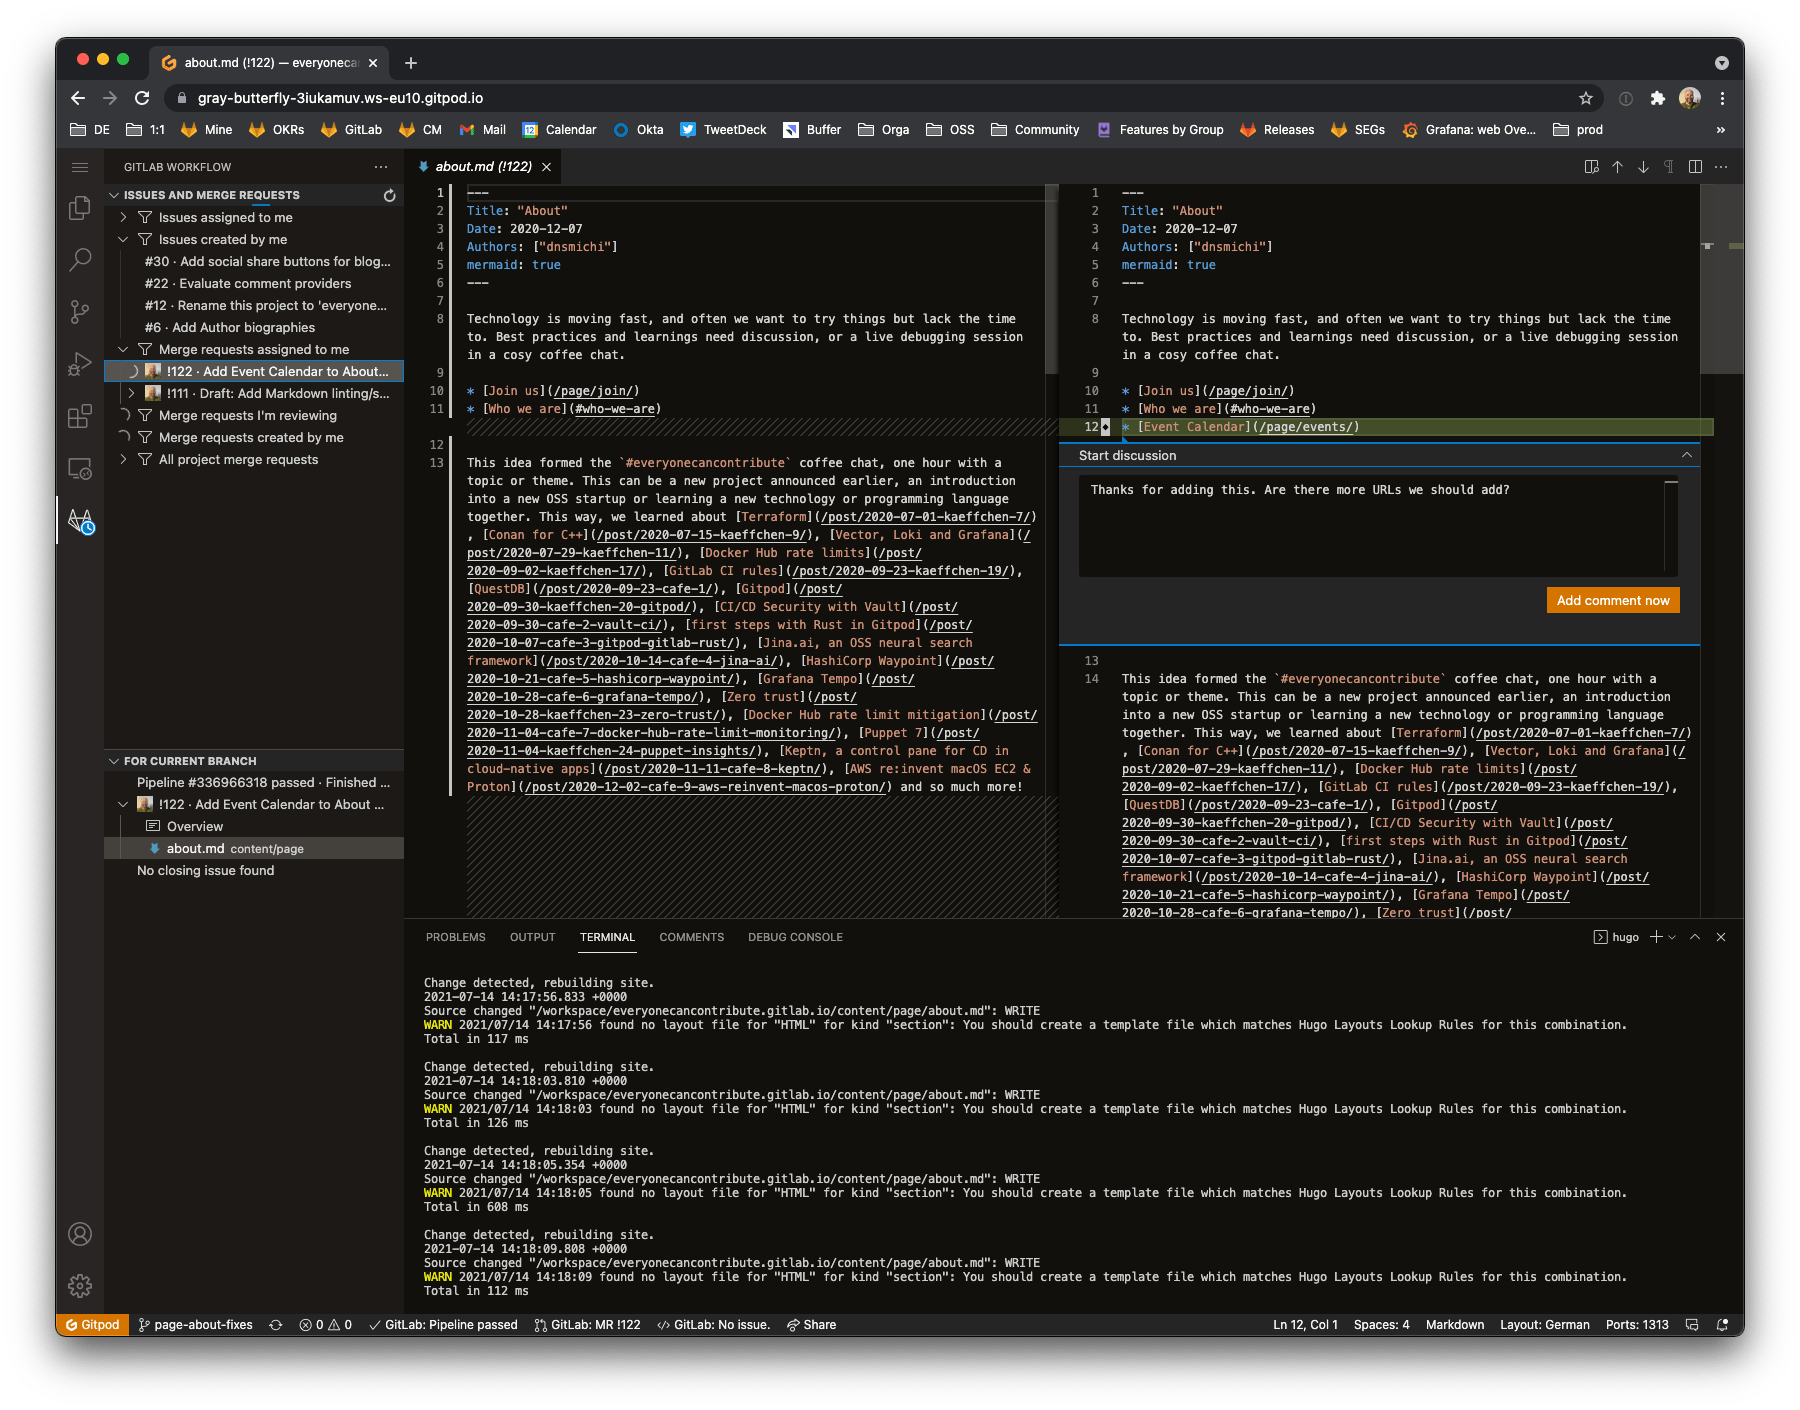 about.md (!122) — everyoneca
gray-butterfly-3iukamuv.ws-eu10.gitpod.io
DE 1:1 Mine OKRs GitLab CM Mail Calendar Okta TweetDeck Buffer Orga OSS Community Features by Group Releases SEGs Grafana: web Ove... prod »
GITLAB WORKFLOW
ISSUES AND MERGE REQUESTS
Issues assigned to me
Issues created by me
#30 · Add social share buttons for blog...
#22 · Evaluate comment providers
#12 · Rename this project to 'everyone...
#6 · Add Author biographies
Merge requests assigned to me
!122 · Add Event Calendar to About...
!111 · Draft: Add Markdown linting/s...
Merge requests I'm reviewing
Merge requests created by me
All project merge requests
FOR CURRENT BRANCH
Pipeline #336966318 passed · Finished ...
!122 · Add Event Calendar to About ...
Overview
about.md content/page
No closing issue found
about.md (!122)
1 ---
2 Title: "About"
3 Date: 2020-12-07
4 Authors: ["dnsmichi"]
5 mermaid: true
6 ---
7
8 Technology is moving fast, and often we want to try things but lack the time
to. Best practices and learnings need discussion, or a live debugging session
in a cosy coffee chat.
9
10 * [Join us](/page/join/)
11 * [Who we are](#who-we-are)
12
13 This idea formed the `#everyonecancontribute` coffee chat, one hour with a
topic or theme. This can be a new project announced earlier, an introduction
into a new OSS startup or learning a new technology or programming language
together. This way, we learned about [Terraform](/post/2020-07-01-kaeffchen-7/)
, [Conan for C++](/post/2020-07-15-kaeffchen-9/), [Vector, Loki and Grafana](/
post/2020-07-29-kaeffchen-11/), [Docker Hub rate limits](/post/
2020-09-02-kaeffchen-17/), [GitLab CI rules](/post/2020-09-23-kaeffchen-19/),
[QuestDB](/post/2020-09-23-cafe-1/), [Gitpod](/post/
2020-09-30-kaeffchen-20-gitpod/), [CI/CD Security with Vault](/post/
2020-09-30-cafe-2-vault-ci/), [first steps with Rust in Gitpod](/post/
2020-10-07-cafe-3-gitpod-gitlab-rust/), [Jina.ai, an OSS neural search
framework](/post/2020-10-14-cafe-4-jina-ai/), [HashiCorp Waypoint](/post/
2020-10-21-cafe-5-hashicorp-waypoint/), [Grafana Tempo](/post/
2020-10-28-cafe-6-grafana-tempo/), [Zero trust](/post/
2020-10-28-kaeffchen-23-zero-trust/), [Docker Hub rate limit mitigation](/post/
2020-11-04-cafe-7-docker-hub-rate-limit-monitoring/), [Puppet 7](/post/
2020-11-04-kaeffchen-24-puppet-insights/), [Keptn, a control pane for CD in
cloud-native apps](/post/2020-11-11-cafe-8-keptn/), [AWS re:invent macOS EC2 &
Proton](/post/2020-12-02-cafe-9-aws-reinvent-macos-proton/) and so much more!
1 ---
2 Title: "About"
3 Date: 2020-12-07
4 Authors: ["dnsmichi"]
5 mermaid: true
6 ---
7
8 Technology is moving fast, and often we want to try things but lack the time
to. Best practices and learnings need discussion, or a live debugging session
in a cosy coffee chat.
9
10 * [Join us](/page/join/)
11 * [Who we are](#who-we-are)
12 * [Event Calendar](/page/events/)
Start discussion
Thanks for adding this. Are there more URLs we should add?
Add comment now
13
14 This idea formed the `#everyonecancontribute` coffee chat, one hour with a
topic or theme. This can be a new project announced earlier, an introduction
into a new OSS startup or learning a new technology or programming language
together. This way, we learned about [Terraform](/post/2020-07-01-kaeffchen-7/)
, [Conan for C++](/post/2020-07-15-kaeffchen-9/), [Vector, Loki and Grafana](/
post/2020-07-29-kaeffchen-11/), [Docker Hub rate limits](/post/
2020-09-02-kaeffchen-17/), [GitLab CI rules](/post/2020-09-23-kaeffchen-19/),
[QuestDB](/post/2020-09-23-cafe-1/), [Gitpod](/post/
2020-09-30-kaeffchen-20-gitpod/), [CI/CD Security with Vault](/post/
2020-09-30-cafe-2-vault-ci/), [first steps with Rust in Gitpod](/post/
2020-10-07-cafe-3-gitpod-gitlab-rust/), [Jina.ai, an OSS neural search
framework](/post/2020-10-14-cafe-4-jina-ai/), [HashiCorp Waypoint](/post/
2020-10-21-cafe-5-hashicorp-waypoint/), [Grafana Tempo](/post/
2020-10-28-cafe-6-grafana-tempo/), [Zero trust](/post/
PROBLEMS OUTPUT TERMINAL COMMENTS DEBUG CONSOLE hugo
Change detected, rebuilding site.
2021-07-14 14:17:56.833 +0000
Source changed "/workspace/everyonecancontribute.gitlab.io/content/page/about.md": WRITE
WARN 2021/07/14 14:17:56 found no layout file for "HTML" for kind "section": You should create a template file which matches Hugo Layouts Lookup Rules for this combination.
Total in 117 ms
Change detected, rebuilding site.
2021-07-14 14:18:03.810 +0000
Source changed "/workspace/everyonecancontribute.gitlab.io/content/page/about.md": WRITE
WARN 2021/07/14 14:18:03 found no layout file for "HTML" for kind "section": You should create a template file which matches Hugo Layouts Lookup Rules for this combination.
Total in 126 ms
Change detected, rebuilding site.
2021-07-14 14:18:05.354 +0000
Source changed "/workspace/everyonecancontribute.gitlab.io/content/page/about.md": WRITE
WARN 2021/07/14 14:18:05 found no layout file for "HTML" for kind "section": You should create a template file which matches Hugo Layouts Lookup Rules for this combination.
Total in 608 ms
Change detected, rebuilding site.
2021-07-14 14:18:09.808 +0000
Source changed "/workspace/everyonecancontribute.gitlab.io/content/page/about.md": WRITE
WARN 2021/07/14 14:18:09 found no layout file for "HTML" for kind "section": You should create a template file which matches Hugo Layouts Lookup Rules for this combination.
Total in 112 ms
Gitpod page-about-fixes 0 0 GitLab: Pipeline passed GitLab: MR !122 GitLab: No issue. Share Ln 12, Col 1 Spaces: 4 Markdown Layout: German Ports: 1313